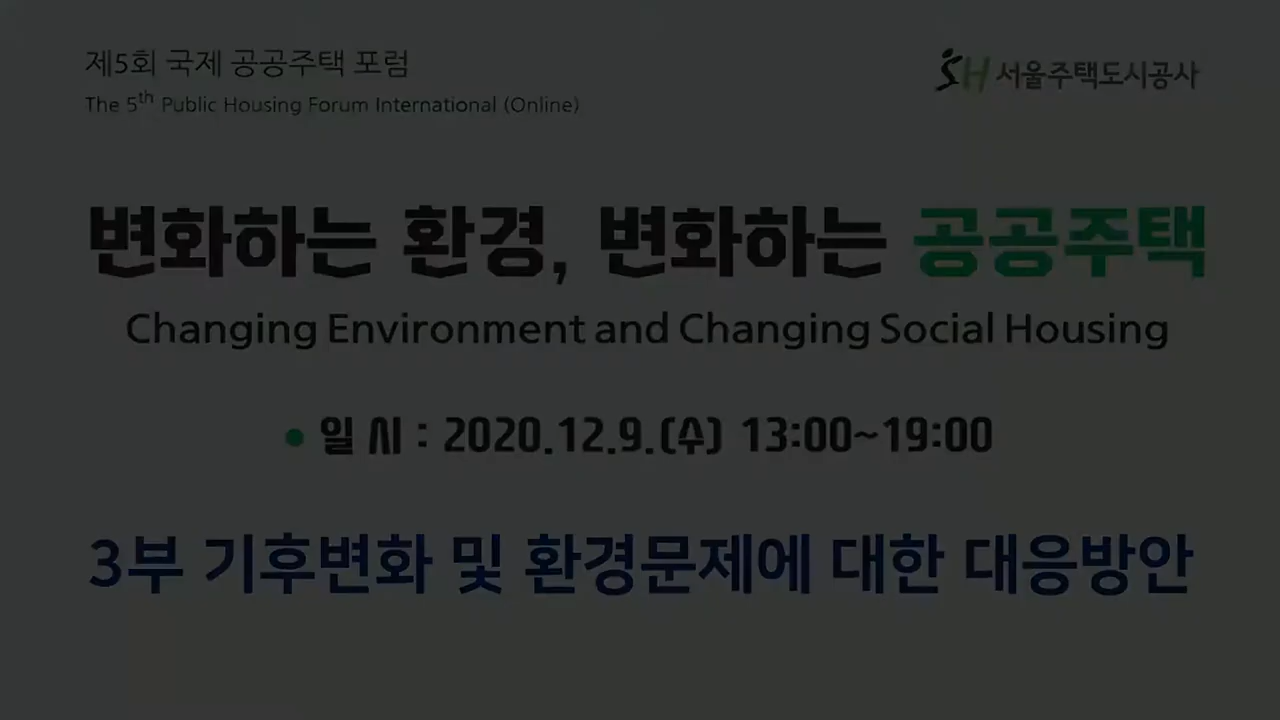 제5회 국제 공공주택 포럼
The 5th Public Housing Forum International (Online)
SH 서울주택도시공사
변화하는 환경, 변화하는 공공주택
Changing Environment and Changing Social Housing
• 일 시 : 2020.12.9.(수) 13:00~19:00
3부 기후변화 및 환경문제에 대한 대응방안